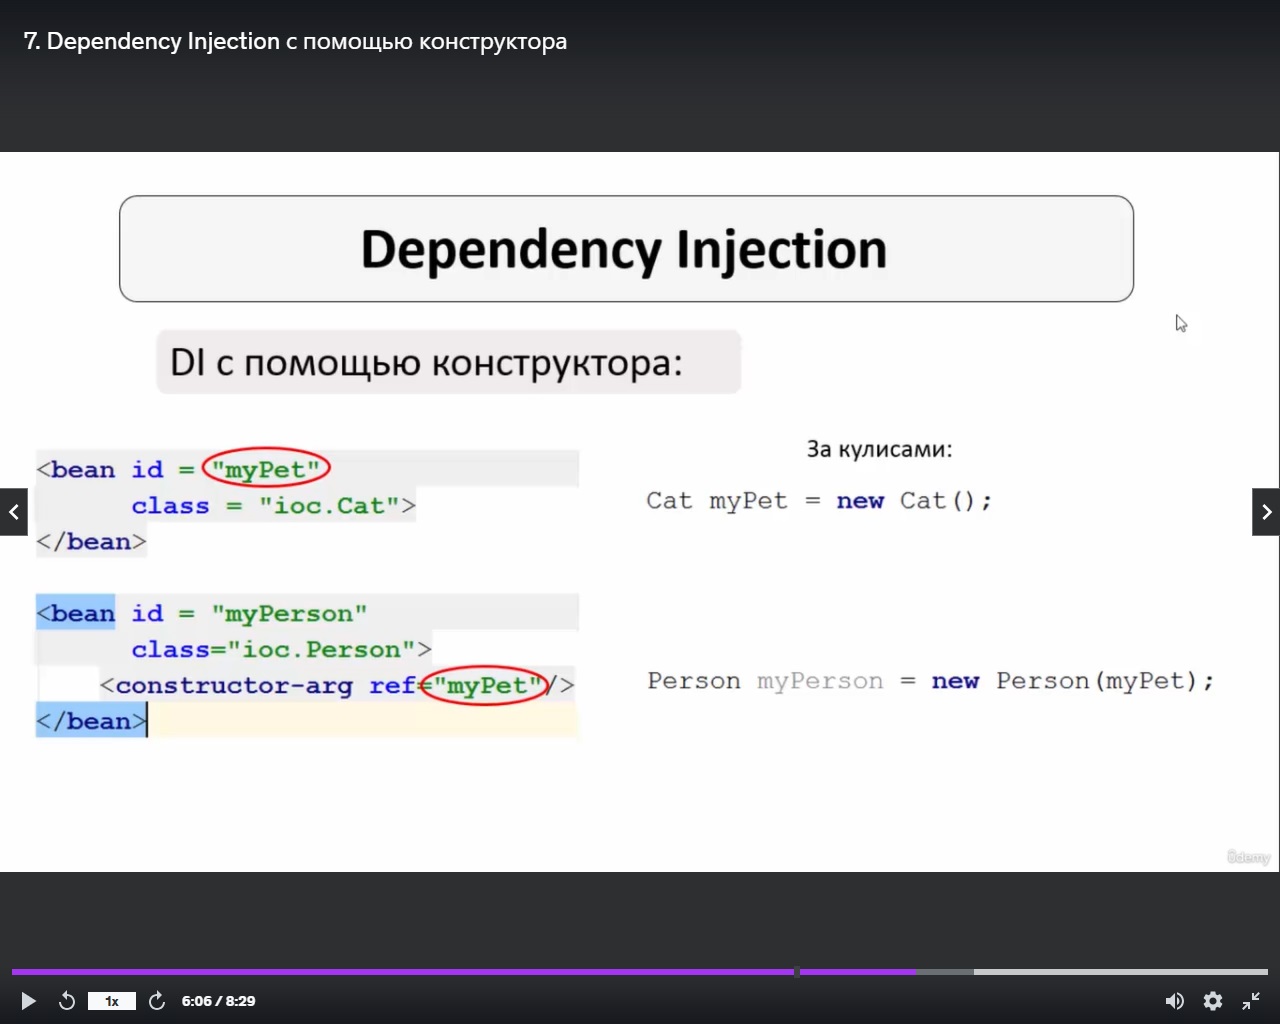 7. Dependency Injection с помощью конструктора
Dependency Injection
DI с помощью конструктора:
<bean id = "myPet"
class = "ioc.Cat">
</bean>
<bean id = "myPerson"
class="ioc.Person">
<constructor-arg ref="myPet"/>
</bean>
За кулисами:
Cat myPet = new Cat();
Person myPerson = new Person(myPet);
ûdemy
1x
6:06 / 8:29